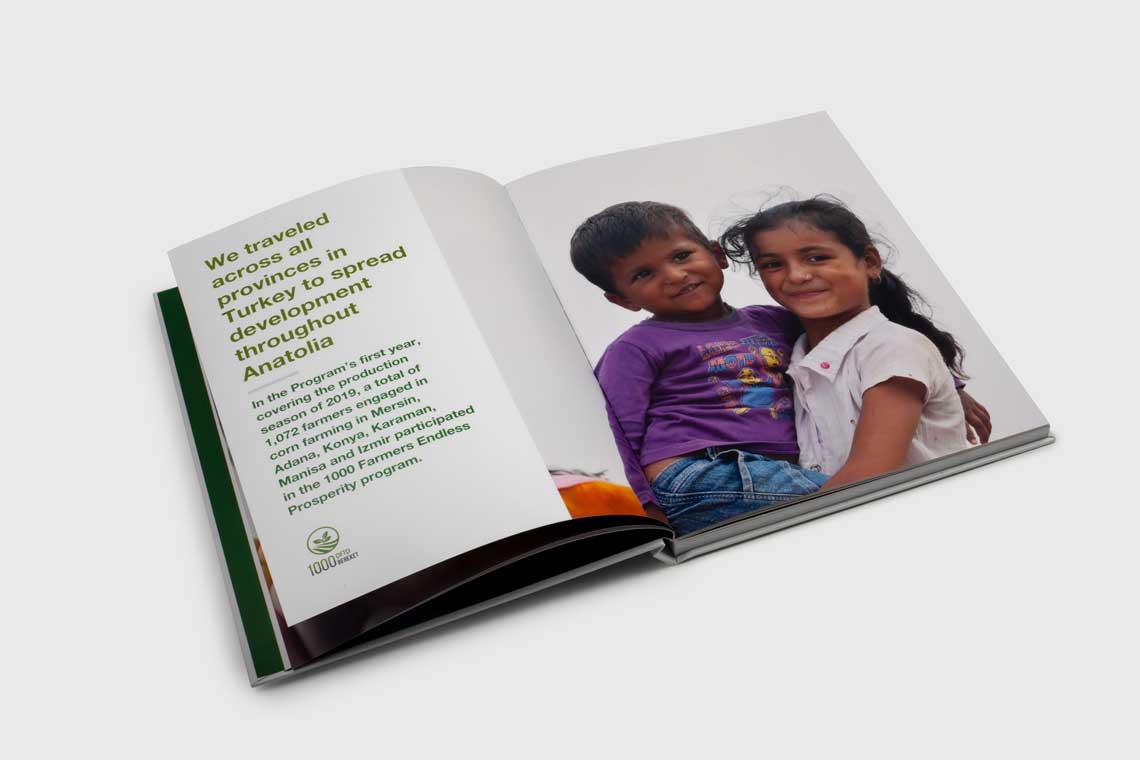 We traveled
across all
provinces in
Turkey to spread
development
throughout
Anatolia
In the Program's first year,
covering the production
season of 2019, a total of
1,072 farmers engaged in
corn farming in Mersin,
Adana, Konya, Karaman,
Manisa and Izmir participated
in the 1000 Farmers Endless
Prosperity program.
1000 ÇİFTÇİ
BEREKET